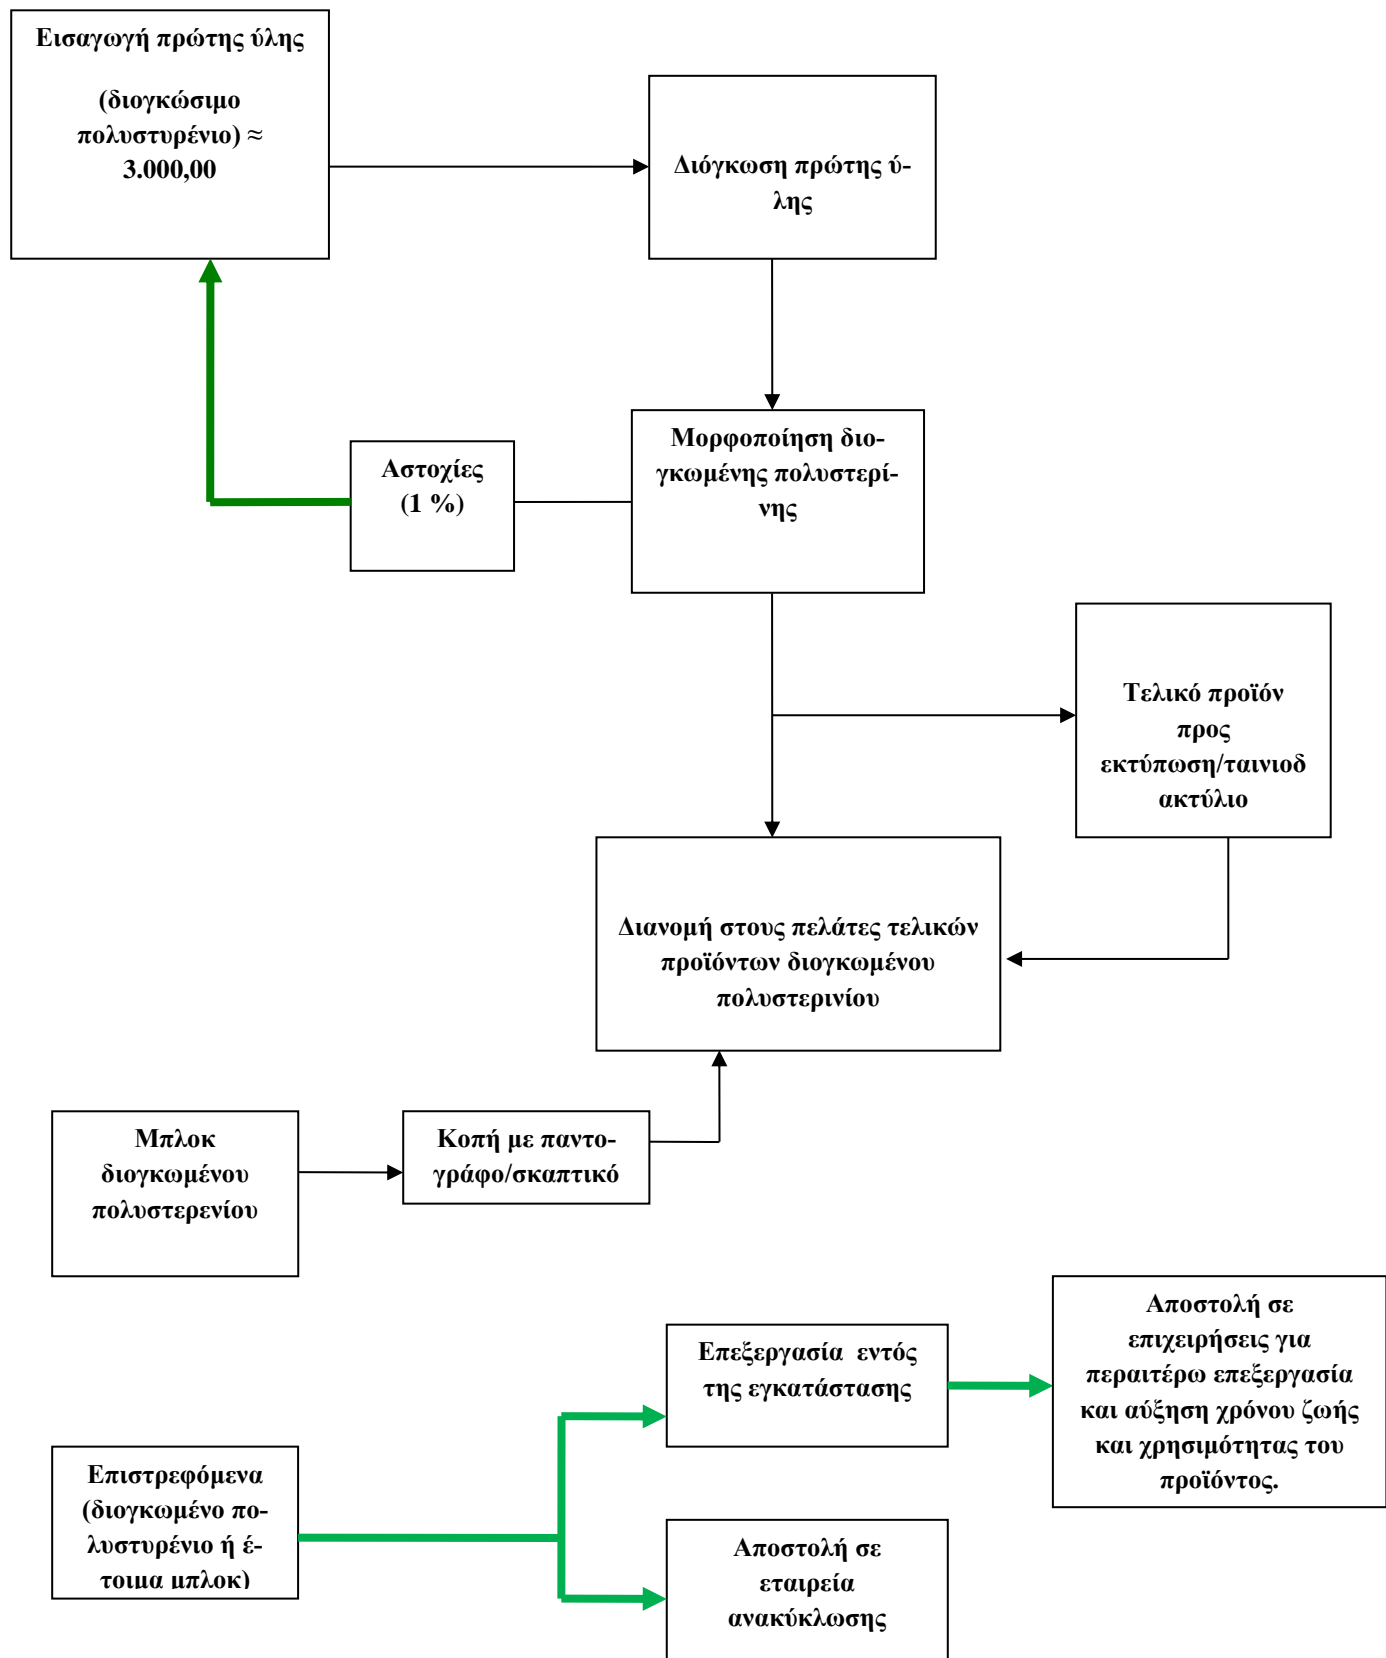 Εισαγωγή πρώτης ύλης
(διογκώσιμο
πολυστυρένιο) ≈
3.000,00
Διόγκωση πρώτης ύ-
λης
Μορφοποίηση διο-
γκωμένης πολυστερί-
νης
Αστοχίες
(1 %)
Τελικό προϊόν
προς
εκτύπωση/ταινιοδ
ακτύλιο
Διανομή στους πελάτες τελικών
προϊόντων διογκωμένου
πολυστερινίου
Μπλοκ
διογκωμένου
πολυστερενίου
Κοπή με παντο-
γράφο/σκαπτικό
Επιστρεφόμενα
(διογκωμένο πο-
λυστυρένιο ή έ-
τοιμα μπλοκ)
Επεξεργασία εντός
της εγκατάστασης
Αποστολή σε
επιχειρήσεις για
περαιτέρω επεξεργασία
και αύξηση χρόνου ζωής
και χρησιμότητας του
προϊόντος.
Αποστολή σε
εταιρεία
ανακύκλωσης